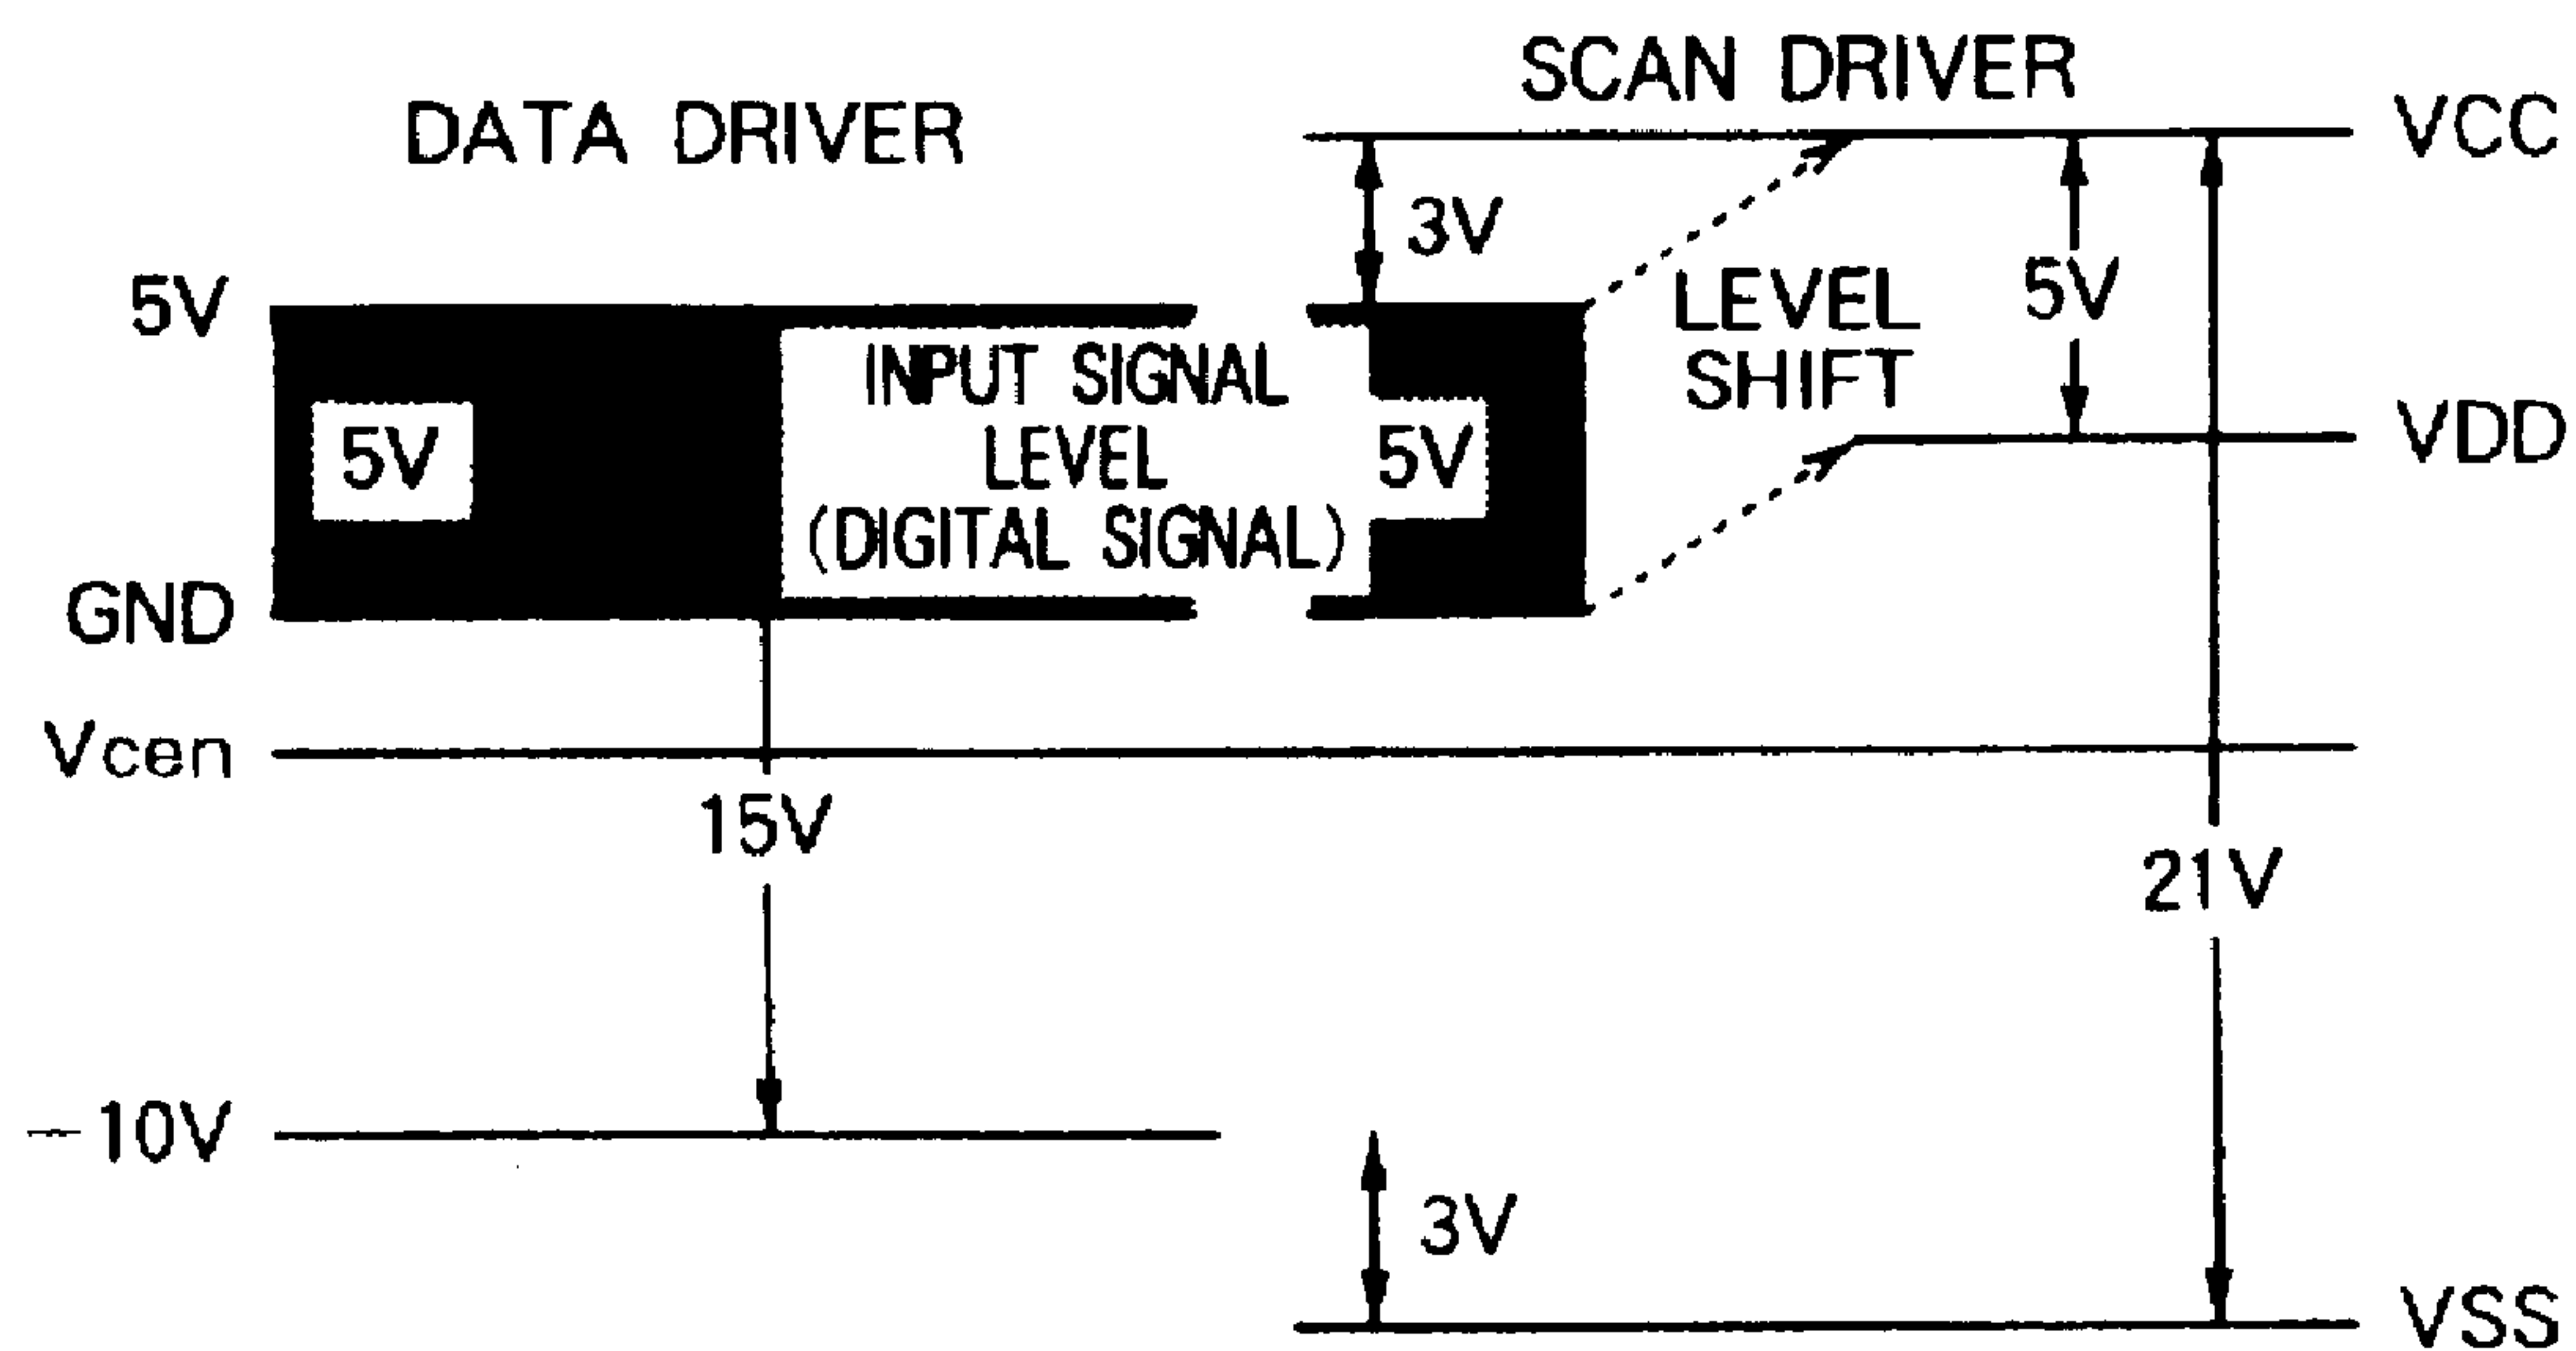 SCAN DRIVER
DATA DRIVER
VCC
3V
5V
LEVEL
SHIFT
5V
INPUT SIGNAL
LEVEL
(DIGITAL SIGNAL)
5V
5V
VDD
GND
Vcen
15V
21V
−10V
3V
VSS